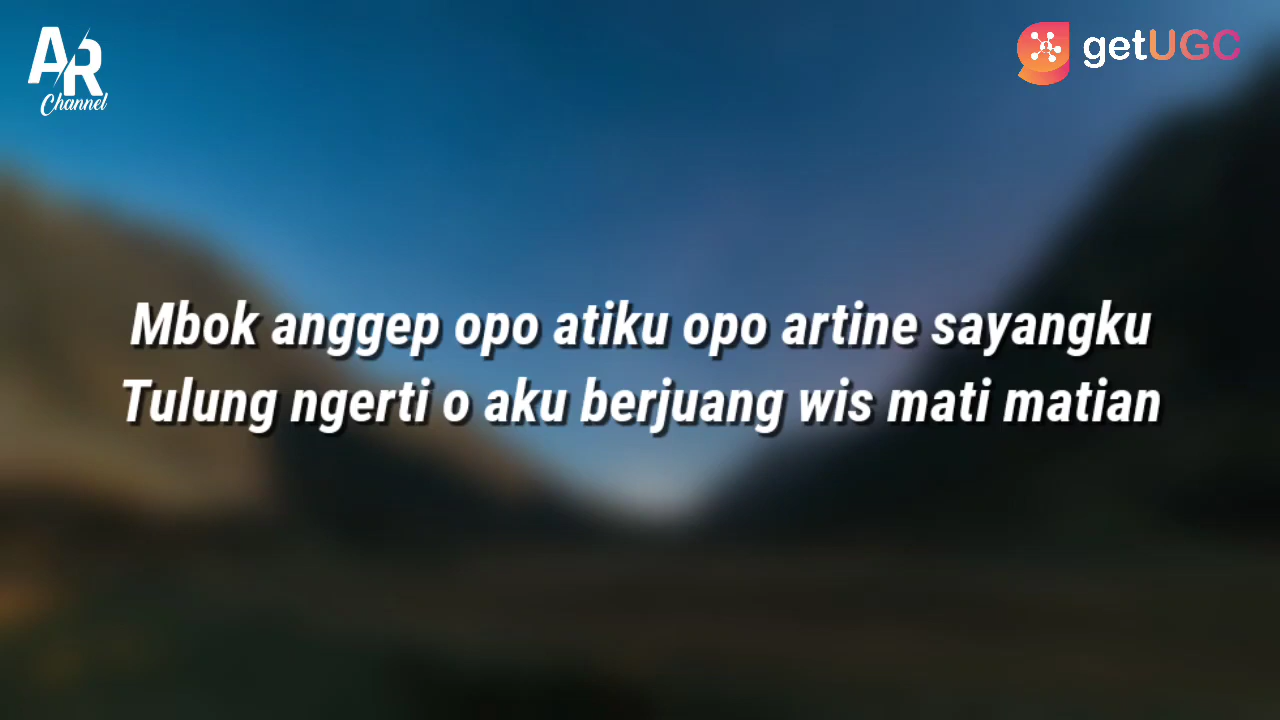 AR
Channel
getUGC
Mbok anggep opo atiku opo artine sayangku
Tulung ngerti o aku berjuang wis mati matian